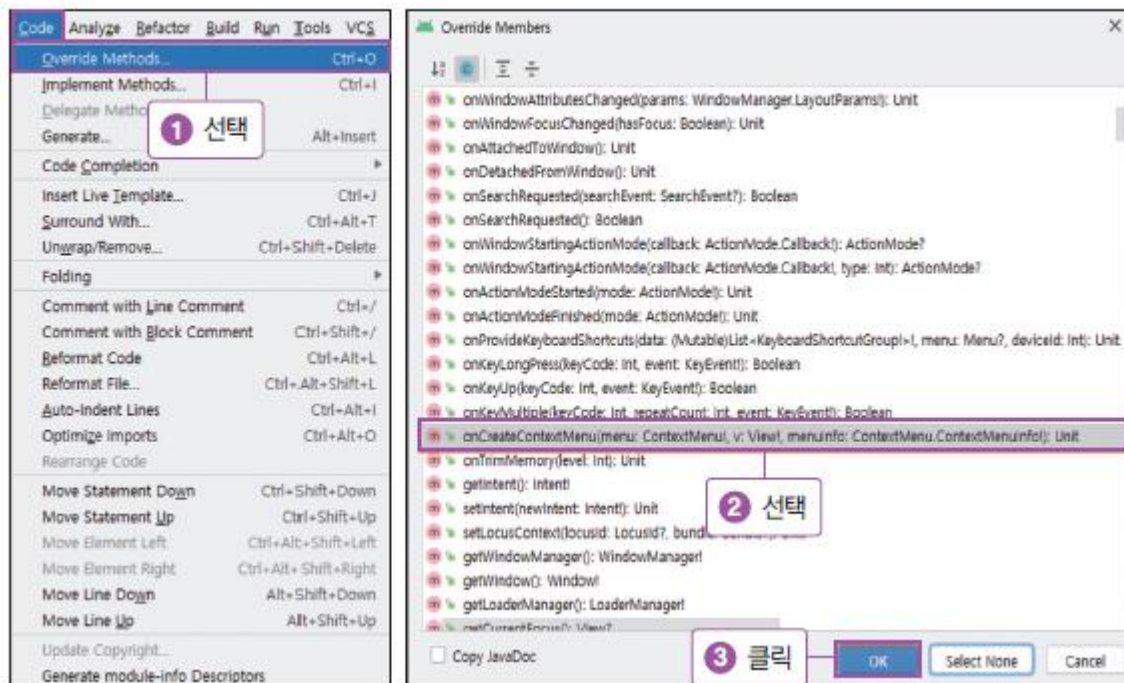 Code Analyze Refactor Build Run Tools VCS
Override Methods... Ctrl+O
Implement Methods... Ctrl+I
Delegate Metho
Generate... Alt+Insert
1 선택
Code Completion
Insert Live Template... Ctrl+J
Surround With... Ctrl+Alt+T
Unwrap/Remove... Ctrl+Shift+Delete
Folding
Comment with Line Comment Ctrl+/
Comment with Block Comment Ctrl+Shift+/
Reformat Code Ctrl+Alt+L
Reformat File... Ctrl+Alt+Shift+L
Auto-Indent Lines Ctrl+Alt+I
Optimize Imports Ctrl+Alt+O
Rearrange Code
Move Statement Down Ctrl+Shift+Down
Move Statement Up Ctrl+Shift+Up
Move Element Left Ctrl+Alt+Shift+Left
Move Element Right Ctrl+Alt+Shift+Right
Move Line Down Alt+Shift+Down
Move Line Up Alt+Shift+Up
Update Copyright...
Generate module-info Descriptors
Override Members
onWindowAttributesChanged(params: WindowManager.LayoutParams!): Unit
onWindowFocusChanged(hasFocus: Boolean): Unit
onAttachedToWindow(): Unit
onDetachedFromWindow(): Unit
onSearchRequested(searchEvent: SearchEvent?): Boolean
onSearchRequested(): Boolean
onWindowStartingActionMode(callback: ActionMode.Callback!): ActionMode?
onWindowStartingActionMode(callback: ActionMode.Callback!, type: Int): ActionMode?
onActionModeStarted(mode: ActionMode!): Unit
onActionModeFinished(mode: ActionMode!): Unit
onProvideKeyboardShortcuts(data: (Mutable)List<KeyboardShortcutGroup!>!, menu: Menu?, deviceId: Int): Unit
onKeyLongPress(keyCode: Int, event: KeyEvent!): Boolean
onKeyUp(keyCode: Int, event: KeyEvent!): Boolean
onKeyMultiple(keyCode: Int, repeatCount: Int, event: KeyEvent!): Boolean
onCreateContextMenu(menu: ContextMenu!, v: View!, menuInfo: ContextMenu.ContextMenuInfo!): Unit
onTrimMemory(level: Int): Unit
getIntent(): Intent!
setIntent(newIntent: Intent!): Unit
2 선택
setLocusContext(locusId: LocusId?,
getWindowManager(): WindowManager!
getWindow(): Window!
getLoaderManager(): LoaderManager!
getCurrentFocus(): View?
Copy JavaDoc
3 클릭
OK Select None Cancel